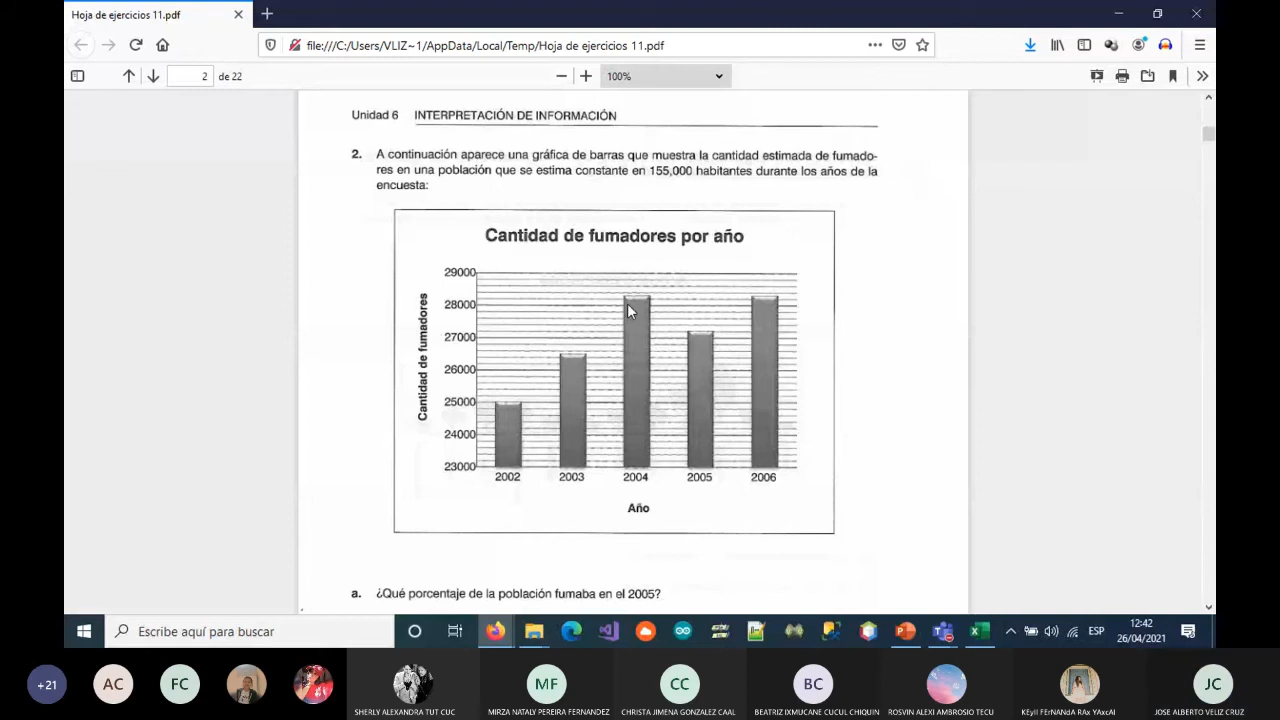 Hoja de ejercicios 11.pdf
file:///C:/Users/VLIZ~1/AppData/Local/Temp/Hoja de ejercicios 11.pdf
2 de 22
100%
Unidad 6 INTERPRETACIÓN DE INFORMACIÓN
2. A continuación aparece una gráfica de barras que muestra la cantidad estimada de fumado-
res en una población que se estima constante en 155,000 habitantes durante los años de la
encuesta:
Cantidad de fumadores por año
Cantidad de fumadores
29000
28000
27000
26000
25000
24000
23000
2002 2003 2004 2005 2006
Año
a. ¿Qué porcentaje de la población fumaba en el 2005?
Escribe aquí para buscar
ESP
12:42
26/04/2021
+21
AC
FC
MF
CC
BC
JC
SHERLY ALEXANDRA TUT CUC
MIRZA NATALY PEREIRA FERNANDEZ
CHRISTA JIMENA GONZALEZ CAAL
BEATRIZ IXMUCANE CUCUL CHIQUIN
ROSVIN ALEXI AMBROSIO TECU
KEyll FErNANdA RAx YAxcAl
JOSE ALBERTO VELIZ CRUZ